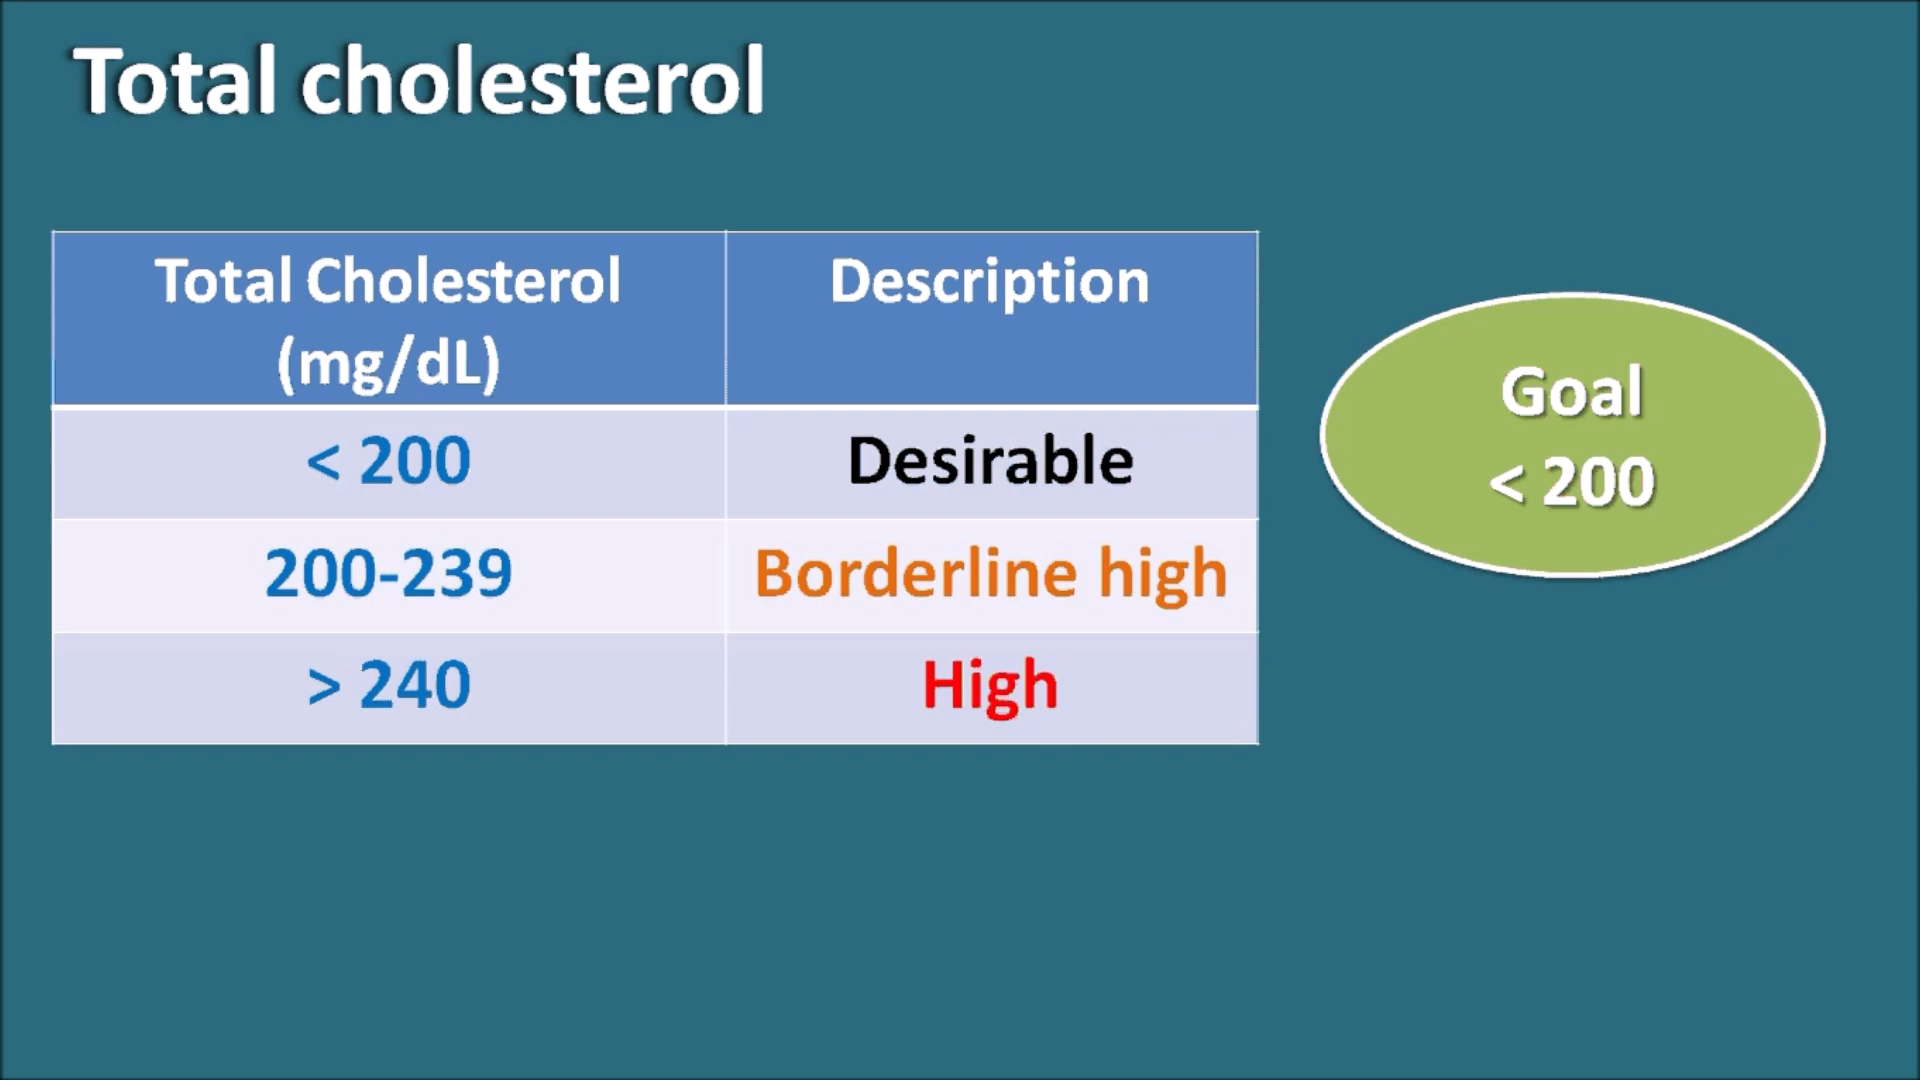 Total cholesterol
Total Cholesterol Description
(mg/dL)
< 200 Desirable
200-239 Borderline high
> 240 High
Goal
< 200